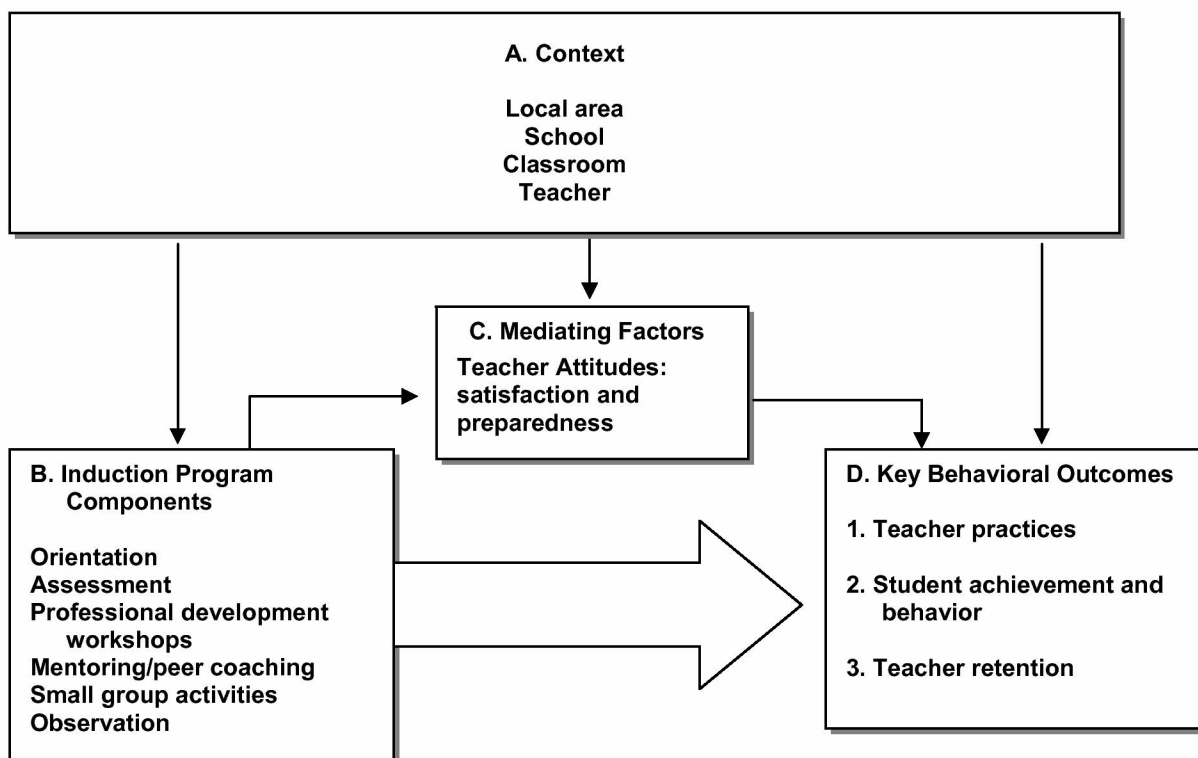 A. Context
Local area
School
Classroom
Teacher
C. Mediating Factors
Teacher Attitudes:
satisfaction and
preparedness
B. Induction Program
Components
Orientation
Assessment
Professional development
workshops
Mentoring/peer coaching
Small group activities
Observation
D. Key Behavioral Outcomes
1. Teacher practices
2. Student achievement and
behavior
3. Teacher retention